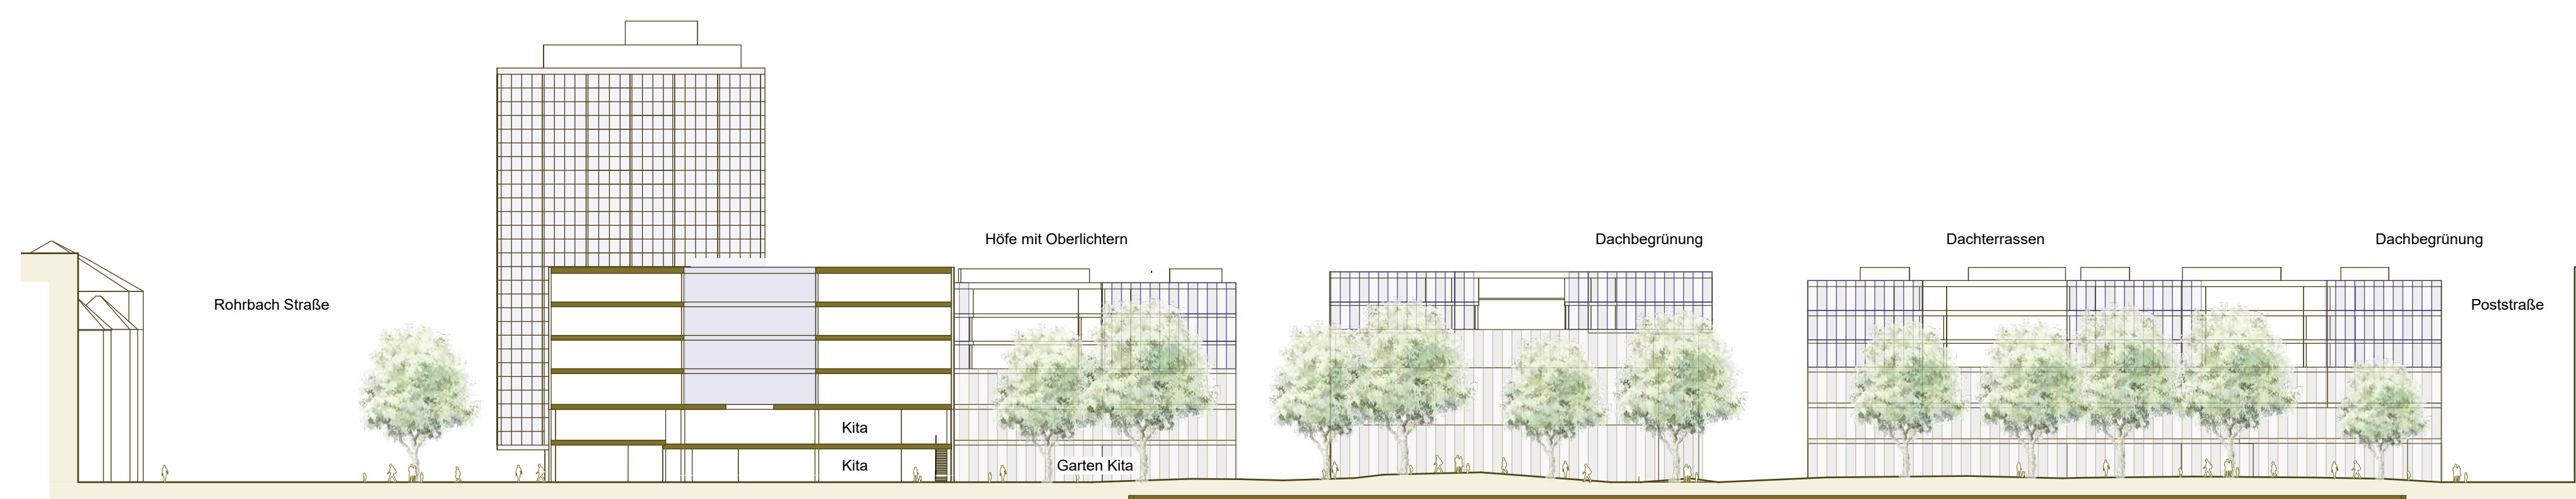 Höfe mit Oberlichtern
Dachbegrünung
Dachterrassen
Dachbegrünung
Rohrbach Straße
Poststraße
Kita
Kita
Garten Kita